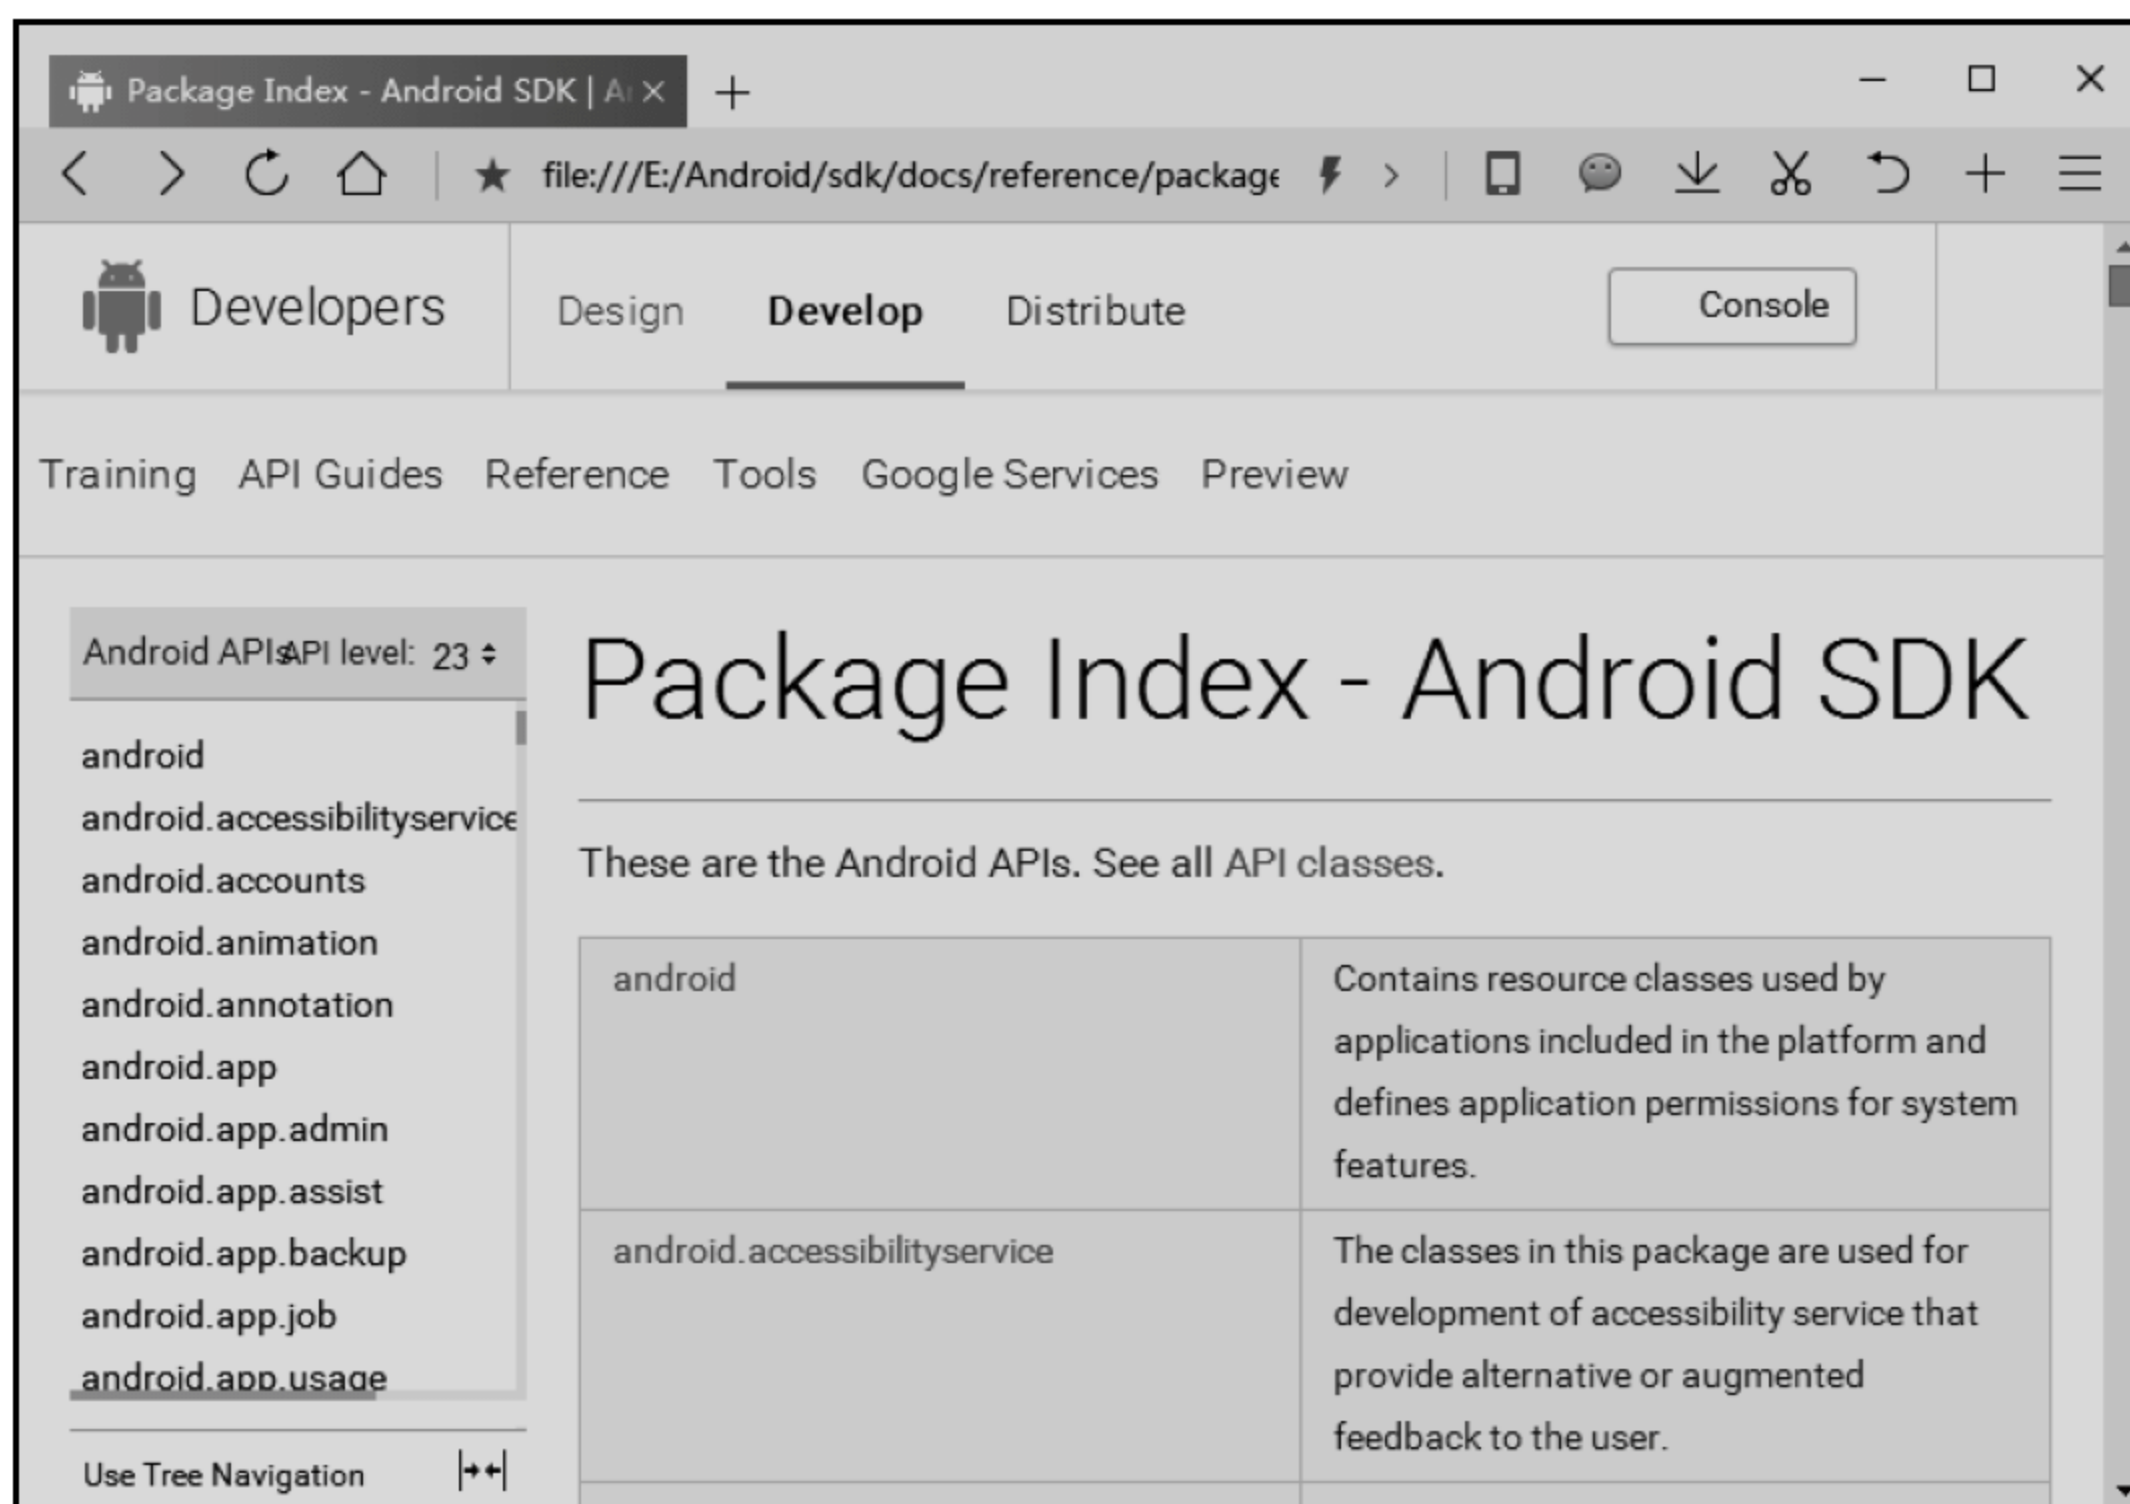 Package Index - Android SDK | A
file:///E:/Android/sdk/docs/reference/package
Developers
Design Develop Distribute
Console
Training API Guides Reference Tools Google Services Preview
Android APIs API level: 23
android
android.accessibilityservice
android.accounts
android.animation
android.annotation
android.app
android.app.admin
android.app.assist
android.app.backup
android.app.job
android.app.usage
Use Tree Navigation
Package Index - Android SDK
These are the Android APIs. See all API classes.
android
Contains resource classes used by
applications included in the platform and
defines application permissions for system
features.
android.accessibilityservice
The classes in this package are used for
development of accessibility service that
provide alternative or augmented
feedback to the user.